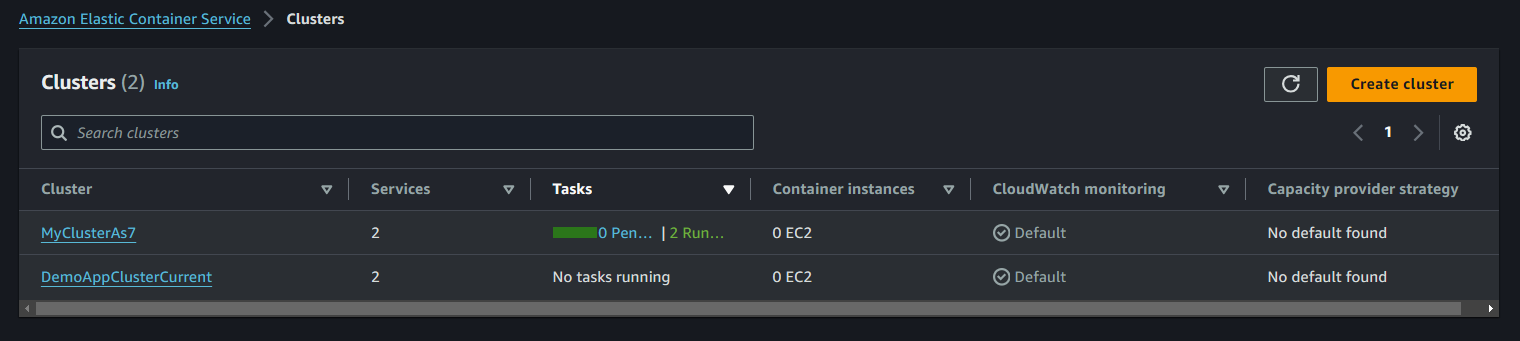 Amazon Elastic Container Service > Clusters
Clusters (2) Info
Create cluster
Search clusters
1
Cluster Services Tasks Container instances CloudWatch monitoring Capacity provider strategy
MyClusterAs7 2 0 Pen... | 2 Run... 0 EC2 Default No default found
DemoAppClusterCurrent 2 No tasks running 0 EC2 Default No default found